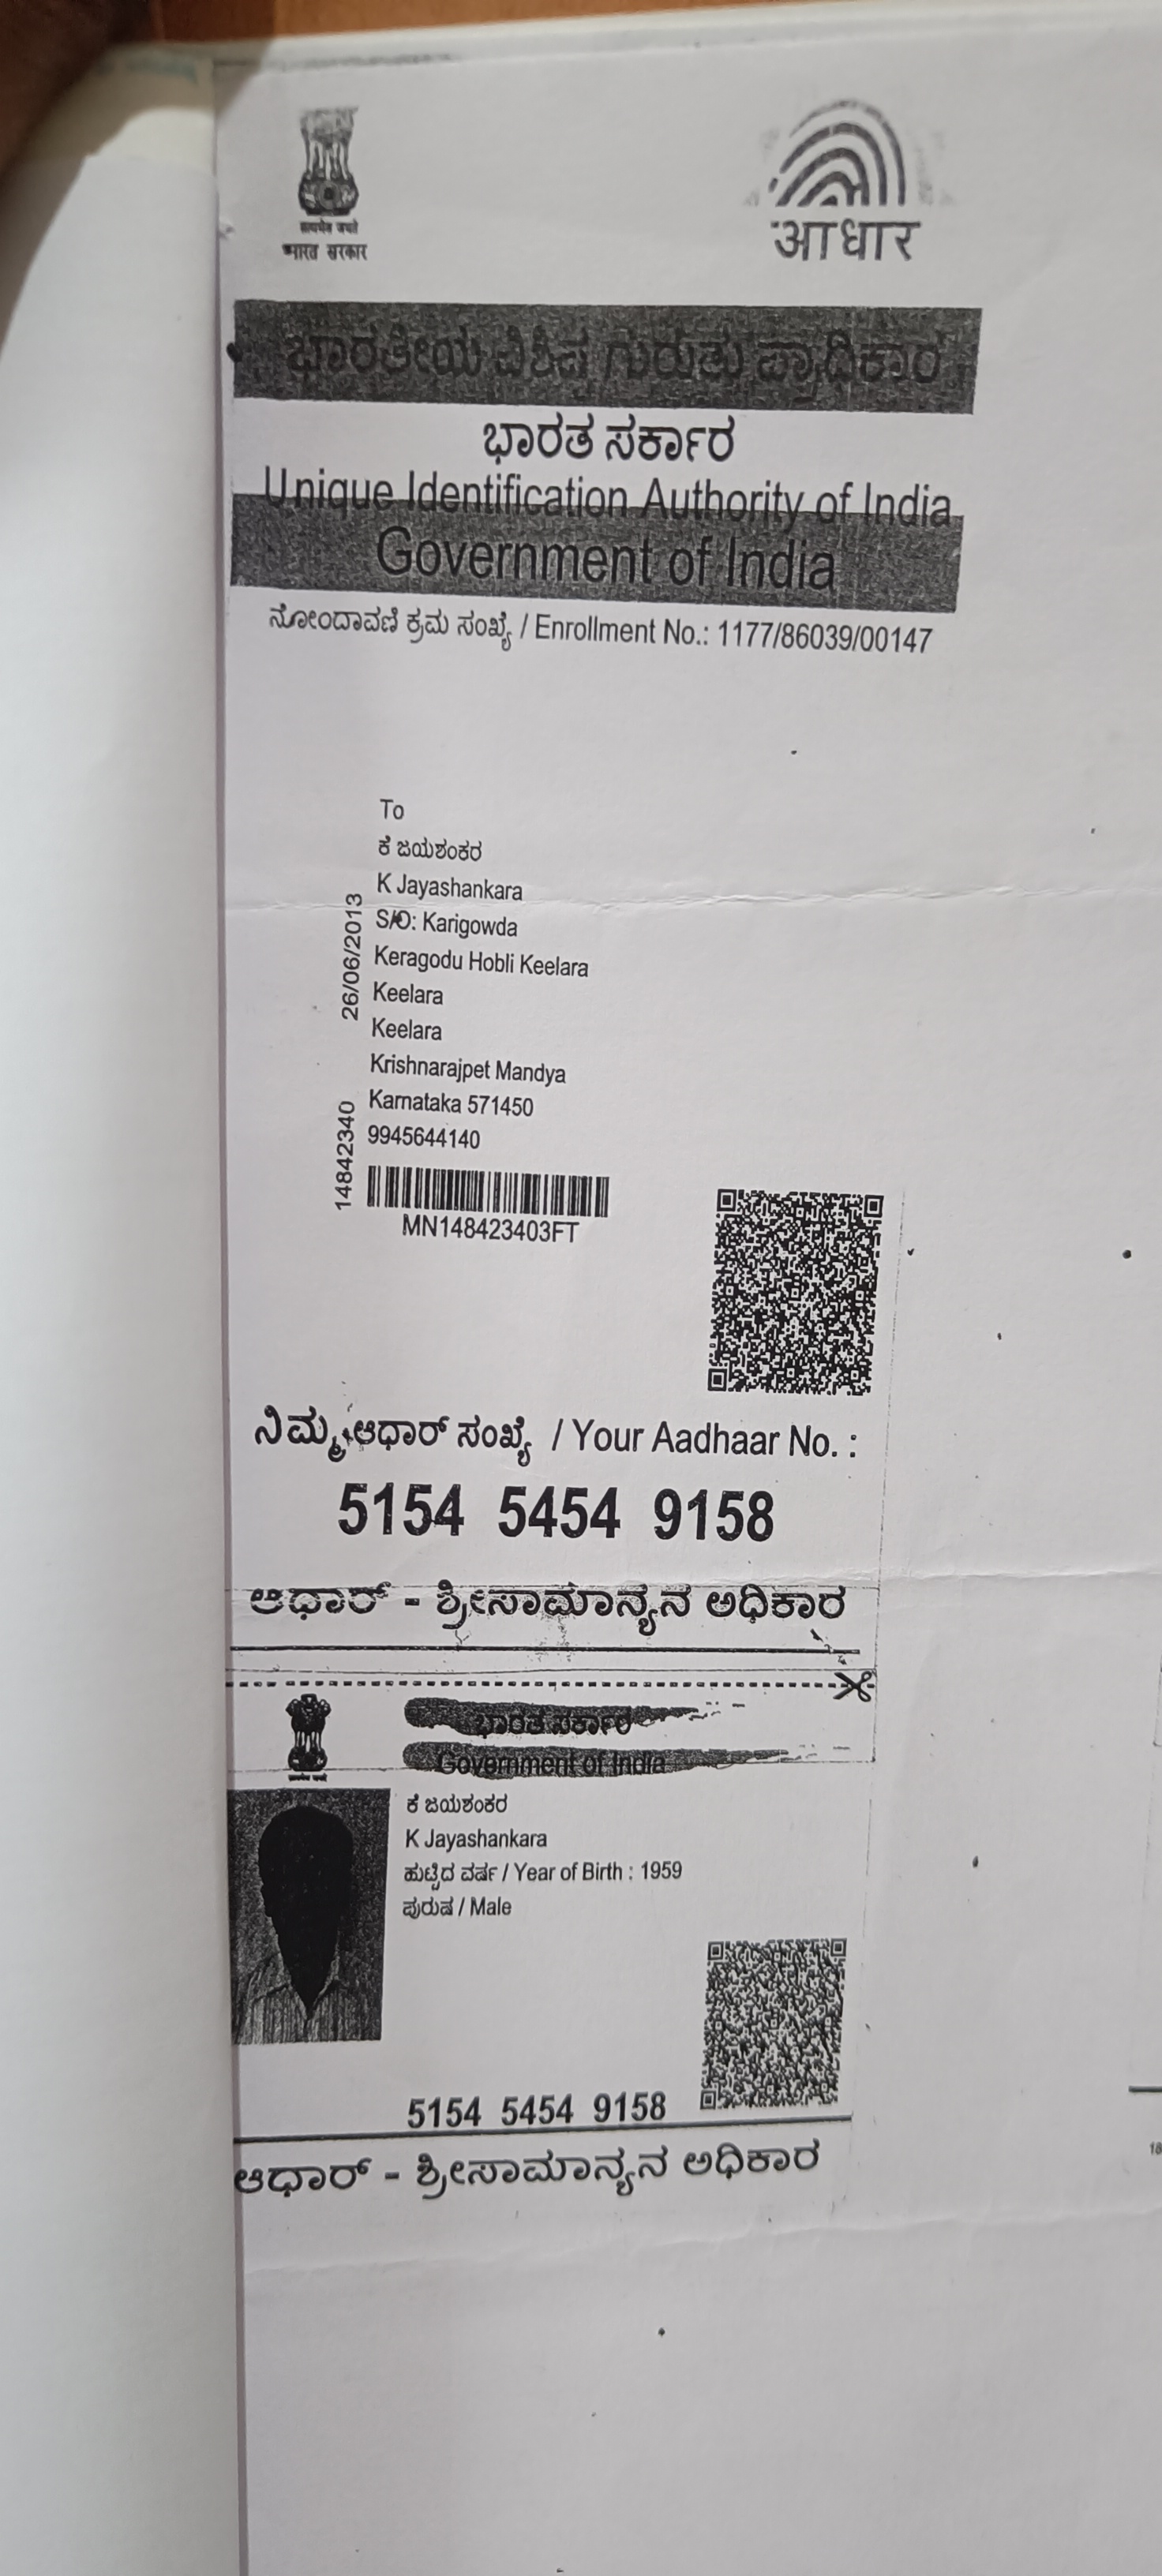 सत्यमेव जयते
भारत सरकार
आधार
ಭಾರತೀಯ ವಿಶಿಷ್ಟ ಗುರುತು ಪ್ರಾಧಿಕಾರ
ಭಾರತ ಸರ್ಕಾರ
Unique Identification Authority of India
Government of India
ನೋಂದಾವಣಿ ಕ್ರಮ ಸಂಖ್ಯೆ / Enrollment No.: 1177/86039/00147
To
ಕೆ ಜಯಶಂಕರ
K Jayashankara
S/O: Karigowda
Keragodu Hobli Keelara
Keelara
Keelara
Krishnarajpet Mandya
Karnataka 571450
9945644140
26/06/2013
14842340
MN148423403FT
ನಿಮ್ಮ ಆಧಾರ್ ಸಂಖ್ಯೆ / Your Aadhaar No. :
5154 5454 9158
ಆಧಾರ್ - ಶ್ರೀಸಾಮಾನ್ಯನ ಅಧಿಕಾರ
ಭಾರತ ಸರ್ಕಾರ
Government of India
ಕೆ ಜಯಶಂಕರ
K Jayashankara
ಹುಟ್ಟಿದ ವರ್ಷ / Year of Birth : 1959
ಪುರುಷ / Male
5154 5454 9158
ಆಧಾರ್ - ಶ್ರೀಸಾಮಾನ್ಯನ ಅಧಿಕಾರ